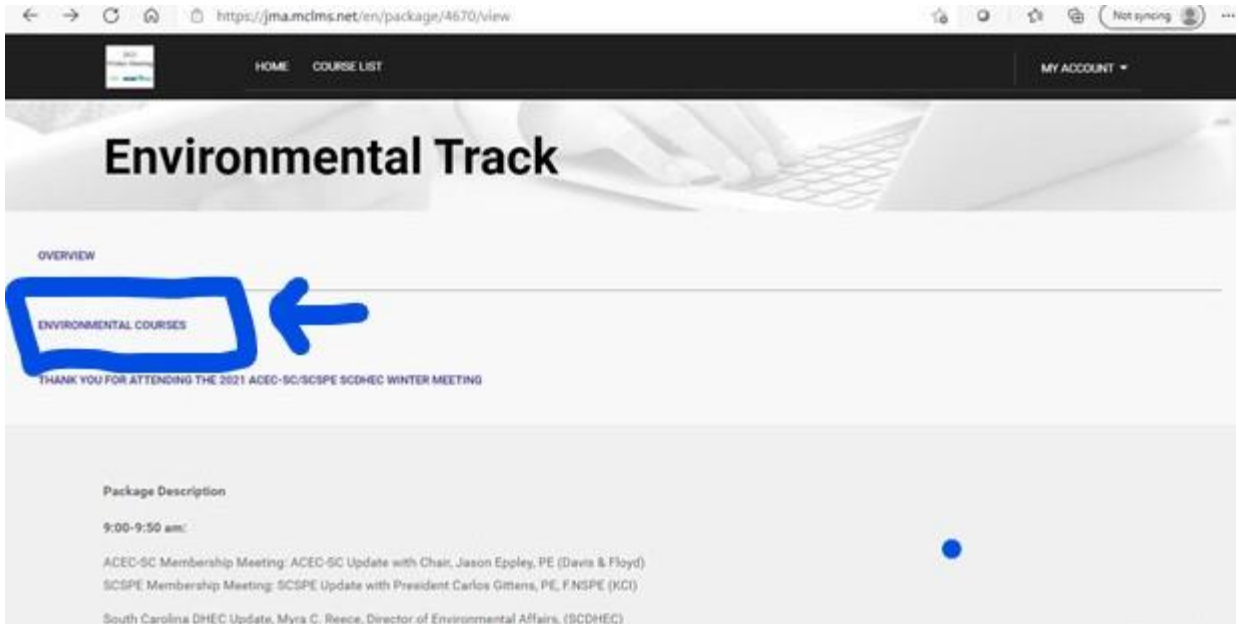 https://jma.mclms.net/en/package/4670/view
Not syncing
HOME COURSE LIST
MY ACCOUNT
Environmental Track
OVERVIEW
ENVIRONMENTAL COURSES
THANK YOU FOR ATTENDING THE 2021 ACEC-SC/SCSPE SCDHEC WINTER MEETING
Package Description
9:00-9:50 am:
ACEC-SC Membership Meeting: ACEC-SC Update with Chair, Jason Eppley, PE (Davis & Floyd)
SCSPE Membership Meeting: SCSPE Update with President Carlos Gittens, PE, F.NSPE (KCI)
South Carolina DHEC Update, Myra C. Reece, Director of Environmental Affairs, (SCDHEC)